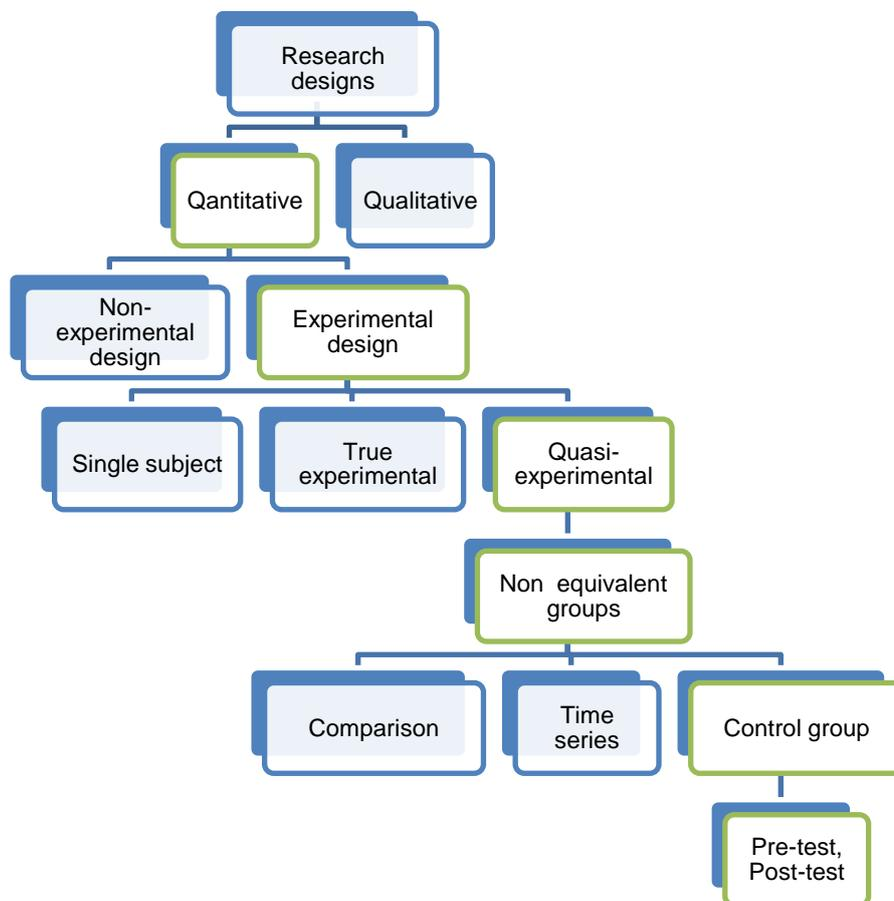 Research
designs
Qantitative
Qualitative
Non-
experimental
design
Experimental
design
Single subject
True
experimental
Quasi-
experimental
Non equivalent
groups
Comparison
Time
series
Control group
Pre-test,
Post-test